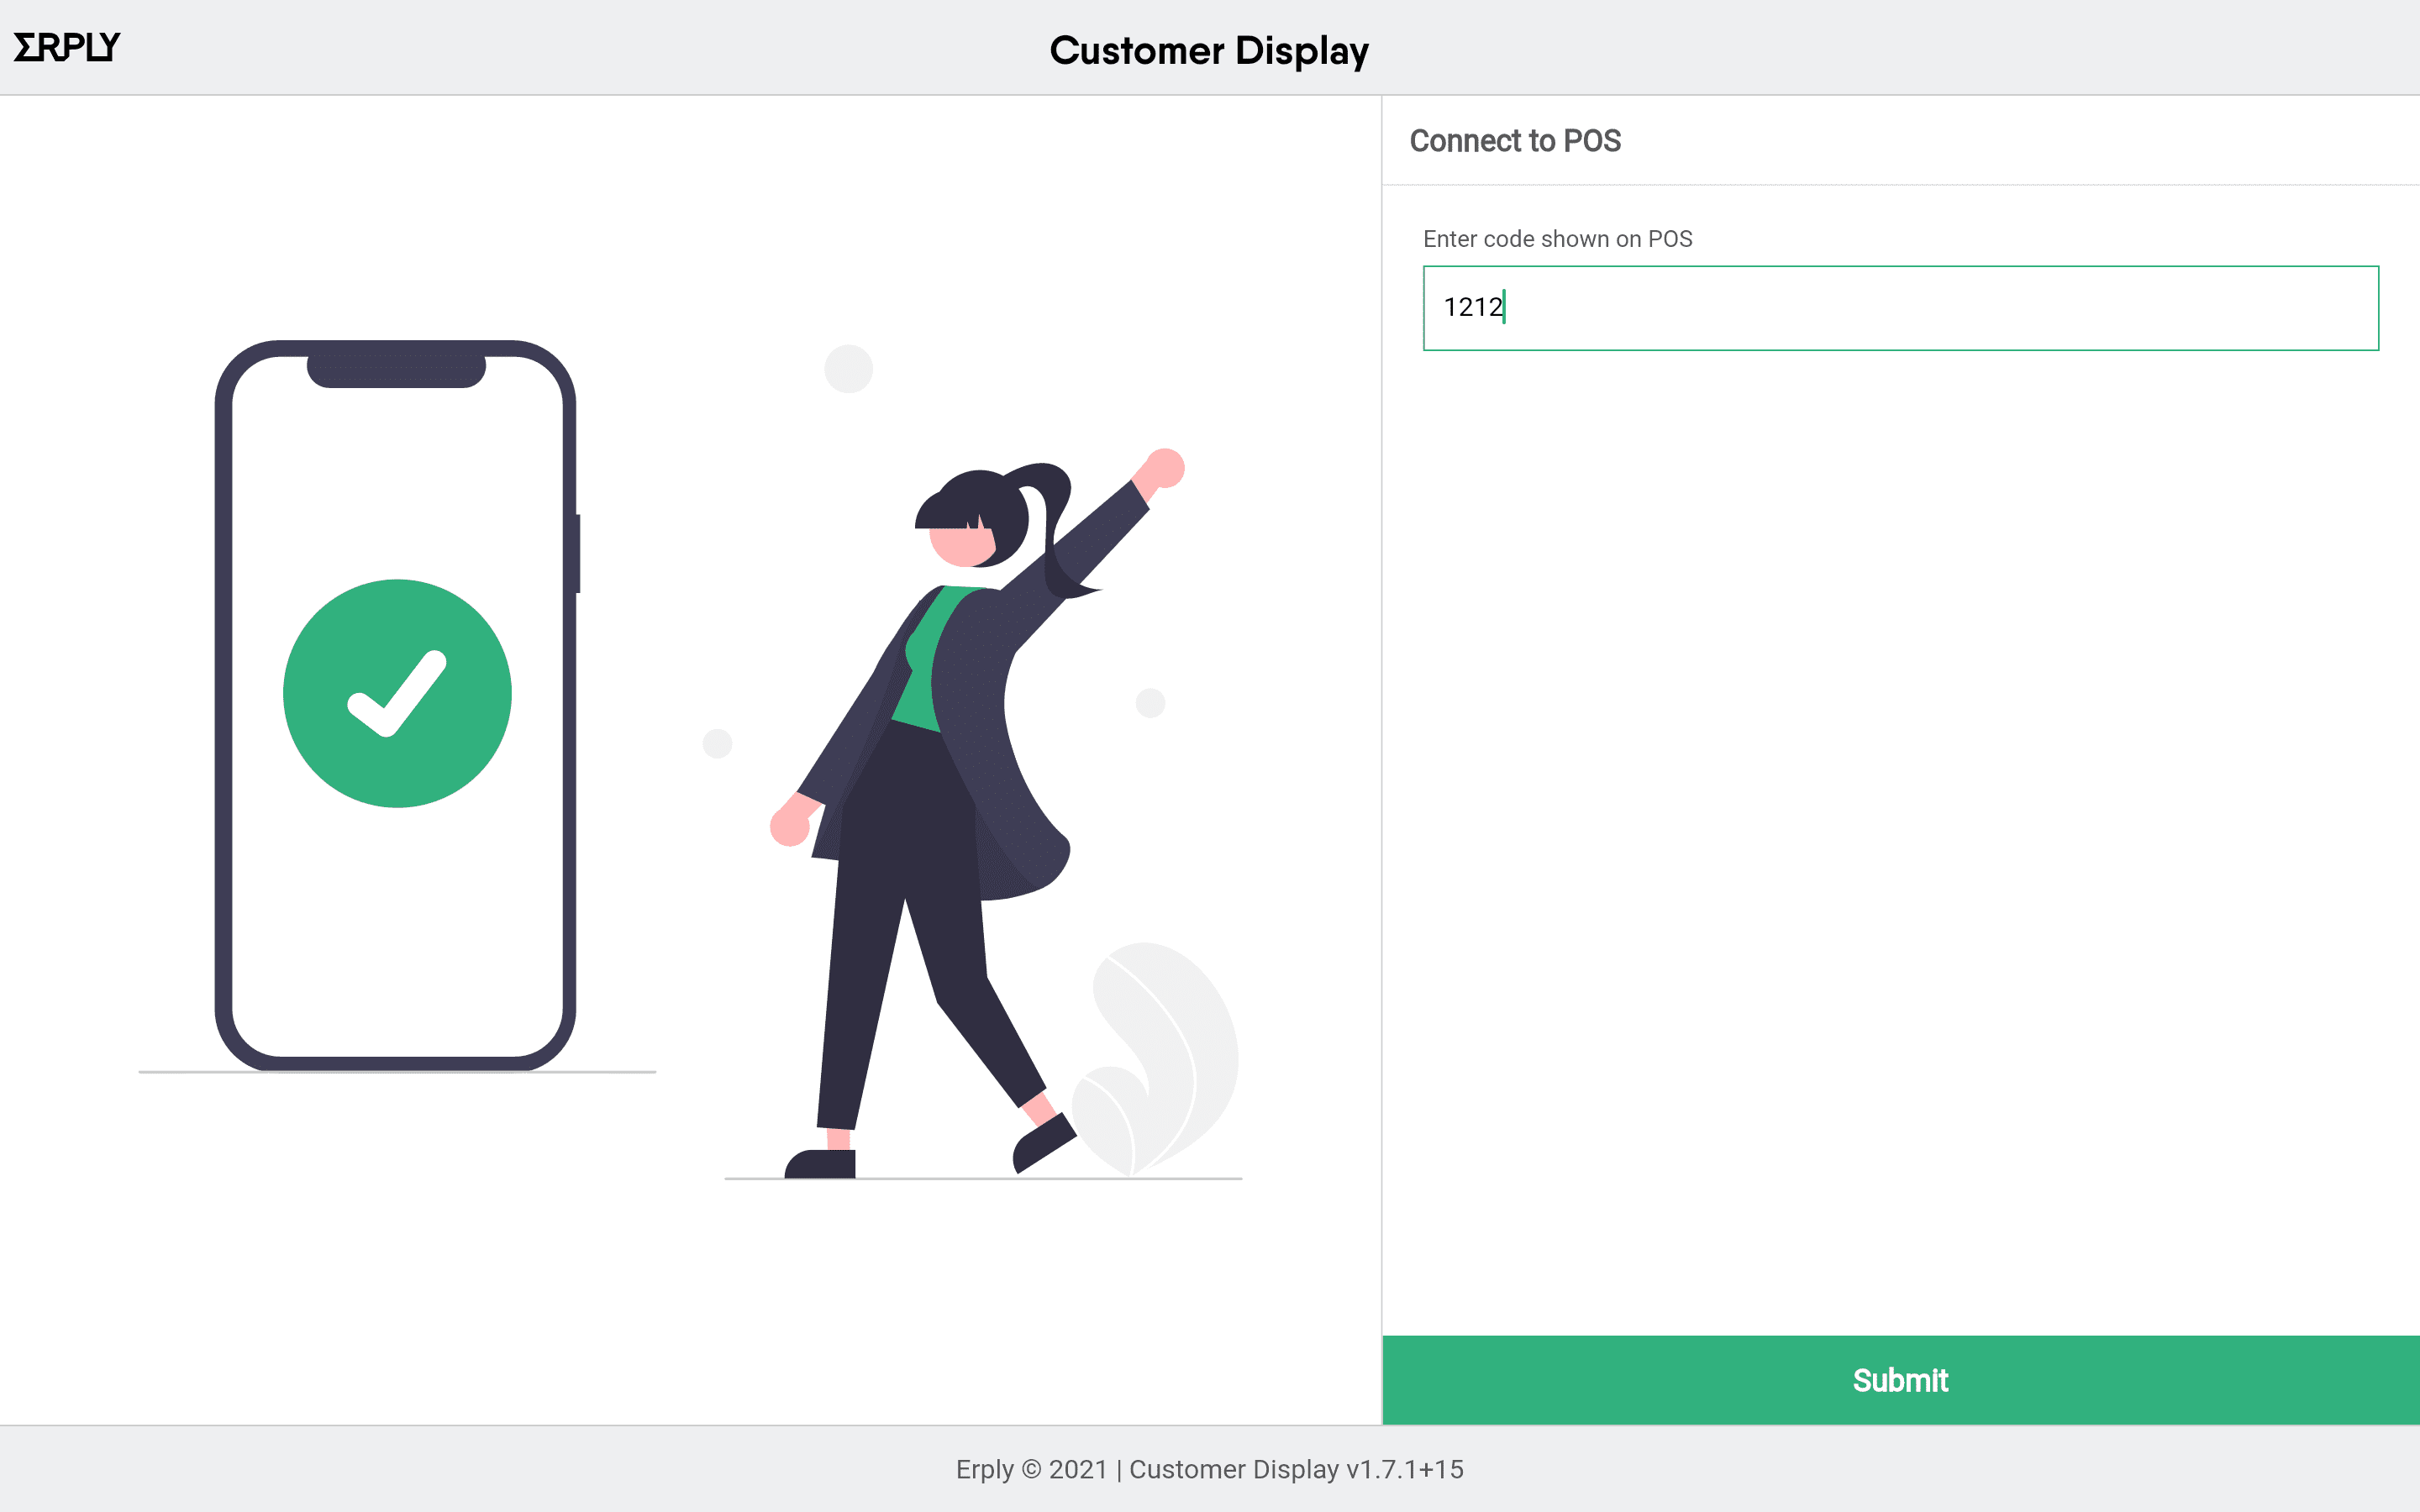 ERPLY
Customer Display
Connect to POS
Enter code shown on POS
1212
Submit
Erply © 2021 | Customer Display v1.7.1+15